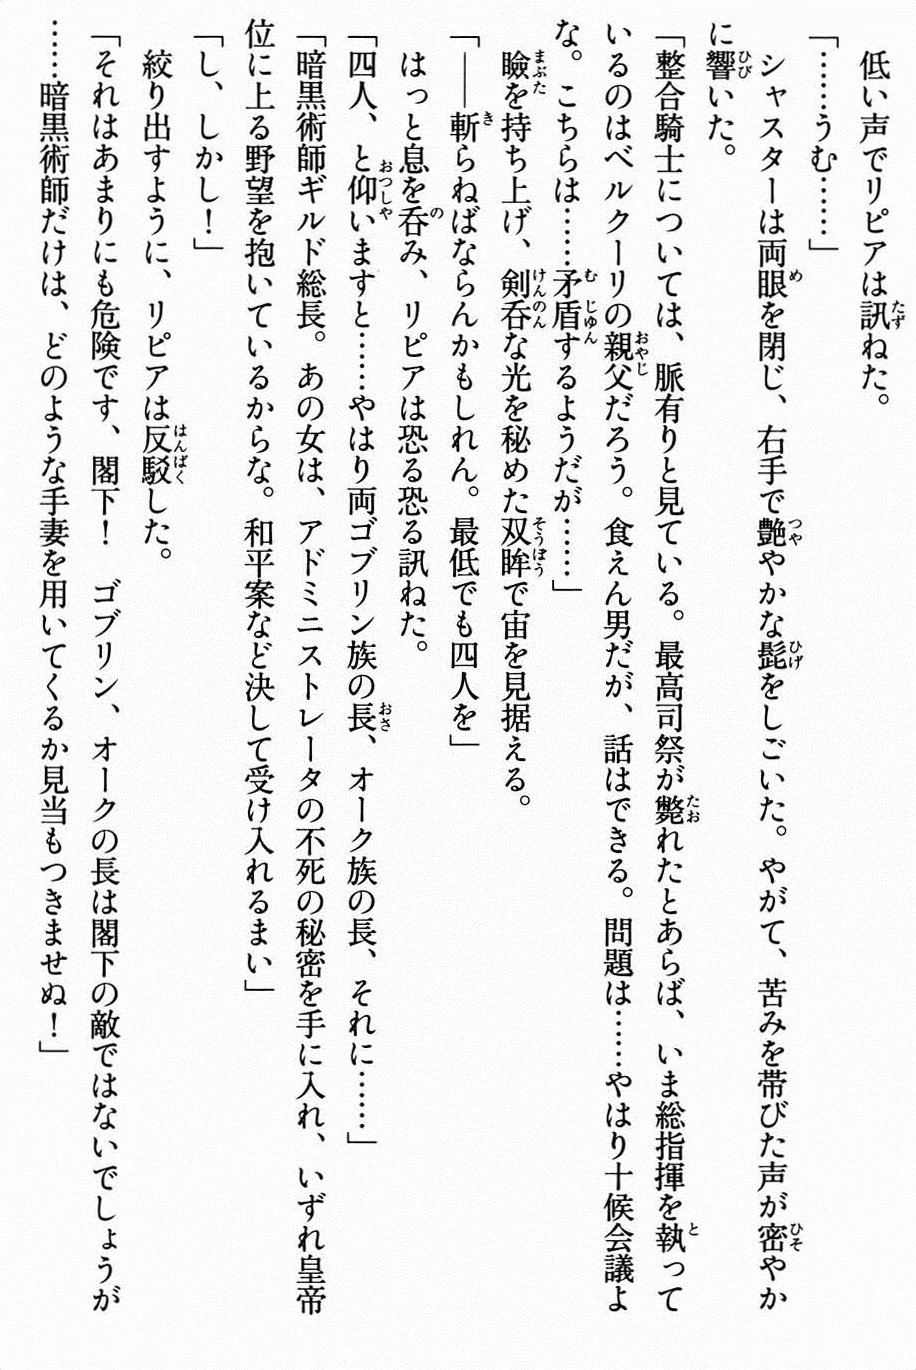 低い声でリピアは訊ねた。
「……うむ……」
シャスターは両眼を閉じ、右手で艶やかな髭をしごいた。やがて、苦みを帯びた声が密やか
に響いた。
「整合騎士については、脈有りと見ている。最高司祭が斃れたとあらば、いま総指揮を執って
いるのはベルクーリの親父だろう。食えん男だが、話はできる。問題は……やはり十候会議よ
な。こちらは……矛盾するようだが……」
瞼を持ち上げ、剣呑な光を秘めた双眸で宙を見据える。
「――斬らねばならんかもしれん。最低でも四人を」
はっと息を呑み、リピアは恐る恐る訊ねた。
「四人、と仰いますと……やはり両ゴブリン族の長、オーク族の長、それに……」
「暗黒術師ギルド総長。あの女は、アドミニストレータの不死の秘密を手に入れ、いずれ皇帝
位に上る野望を抱いているからな。和平案など決して受け入れるまい」
「し、しかし！」
絞り出すように、リピアは反駁した。
「それはあまりにも危険です、閣下！　ゴブリン、オークの長は閣下の敵ではないでしょうが
……暗黒術師だけは、どのような手妻を用いてくるか見当もつきませぬ！」